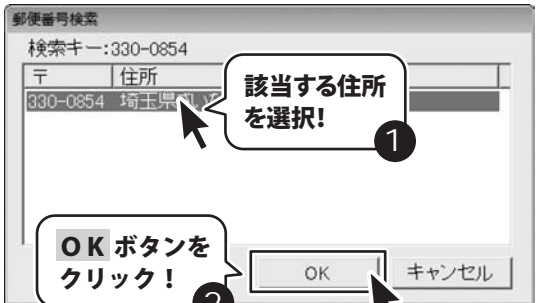 郵便番号検索
検索キー:330-0854
〒 住所
330-0854 埼玉県
該当する住所
を選択!
1
OK ボタンを
クリック！
2
OK キャンセル